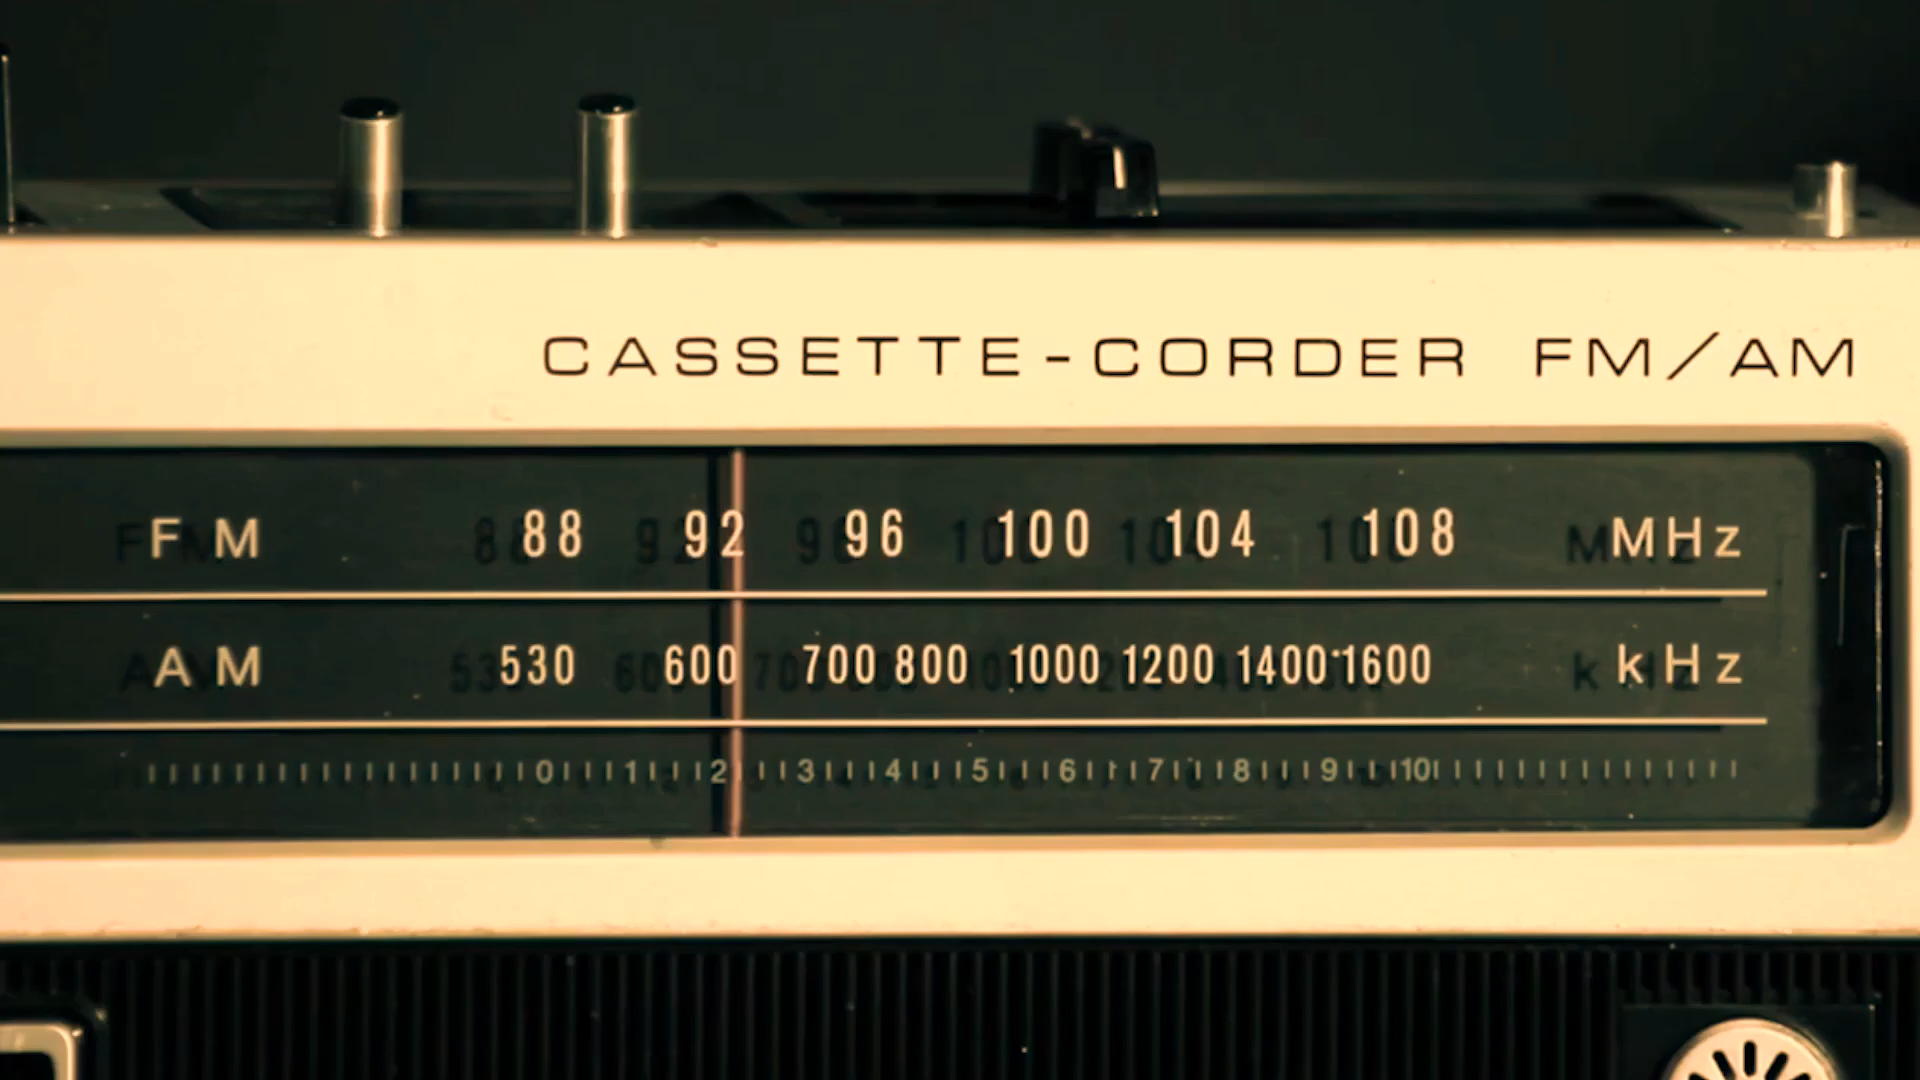 CASSETTE-CORDER FM/AM
FM 88 92 96 100 104 108 MHz
AM 530 600 700 800 1000 1200 1400 1600 kHz
0 1 2 3 4 5 6 7 8 9 10